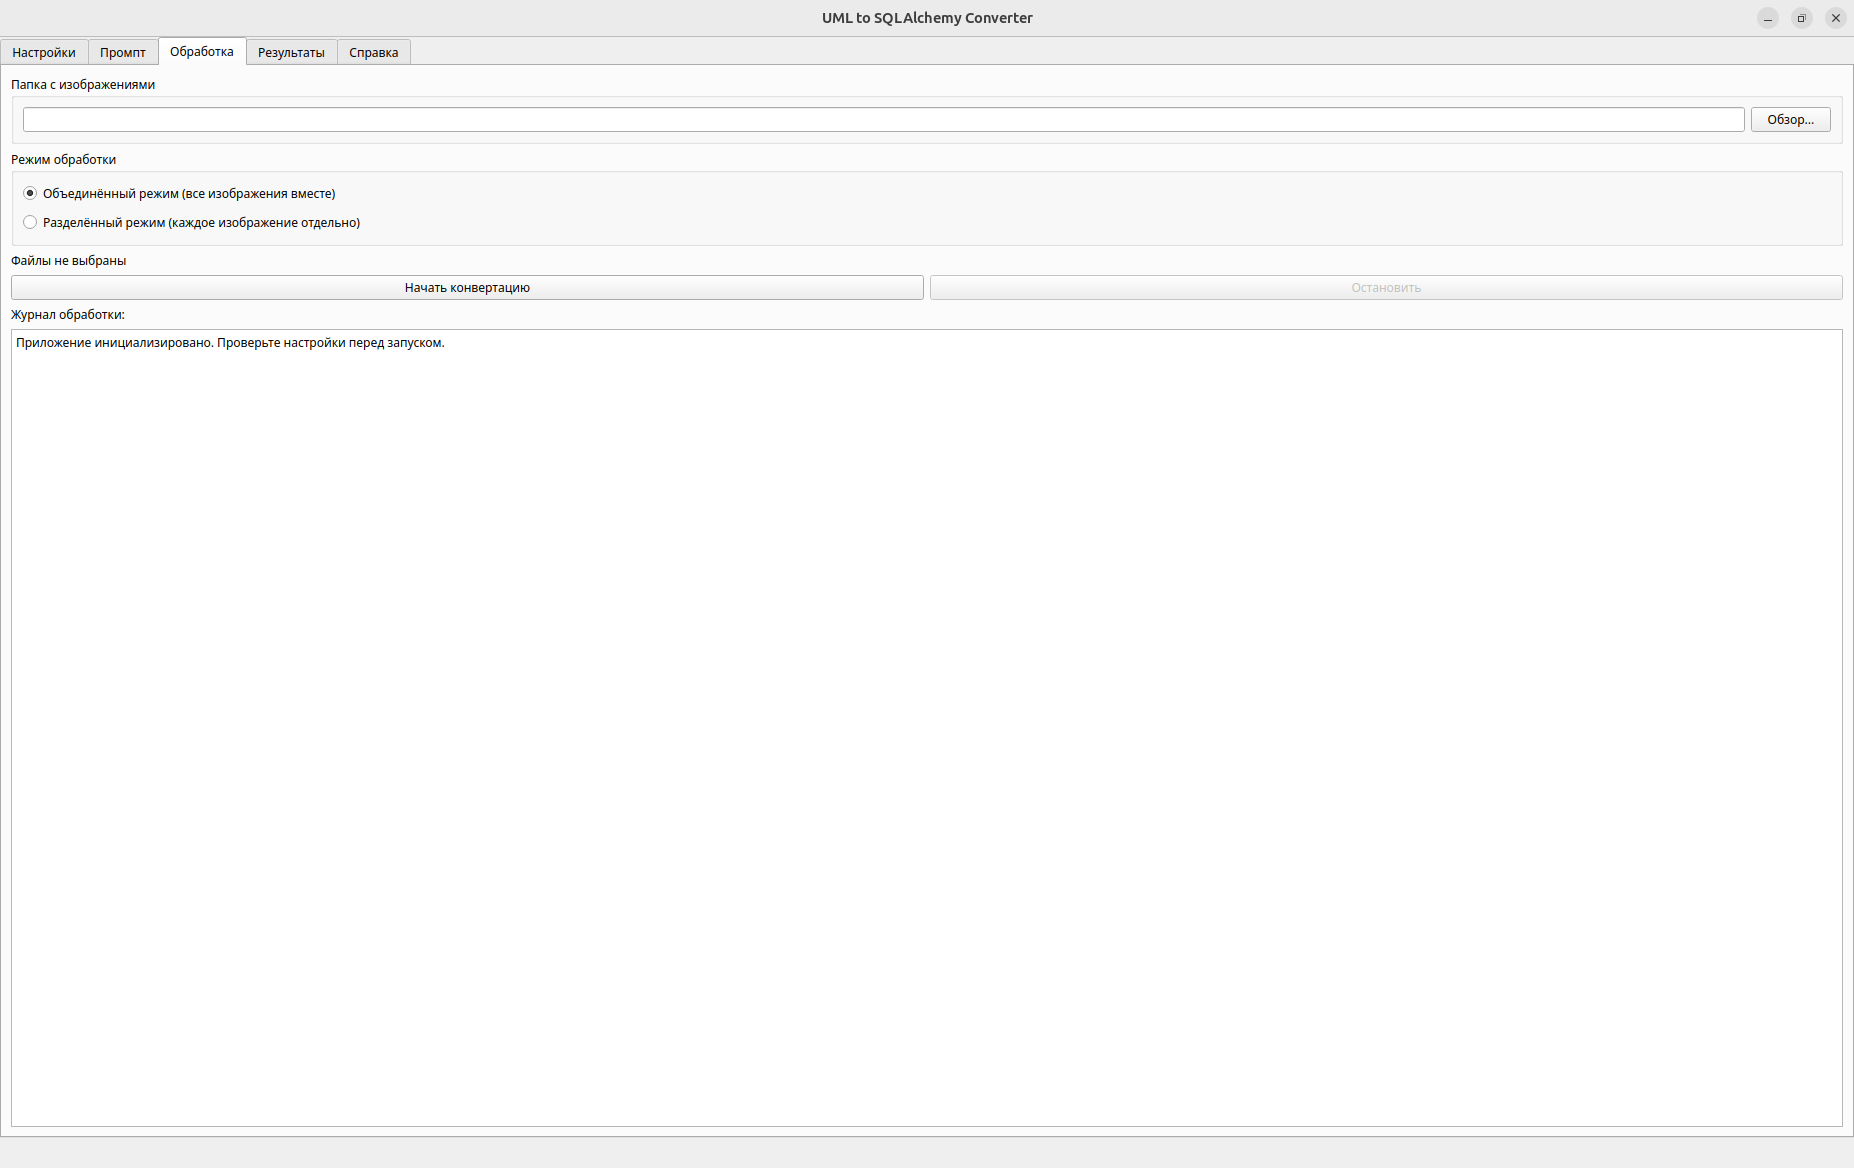 UML to SQLAlchemy Converter
Настройки Промпт Обработка Результаты Справка
Папка с изображениями
Обзор...
Режим обработки
Объединённый режим (все изображения вместе)
Разделённый режим (каждое изображение отдельно)
Файлы не выбраны
Начать конвертацию Остановить
Журнал обработки:
Приложение инициализировано. Проверьте настройки перед запуском.